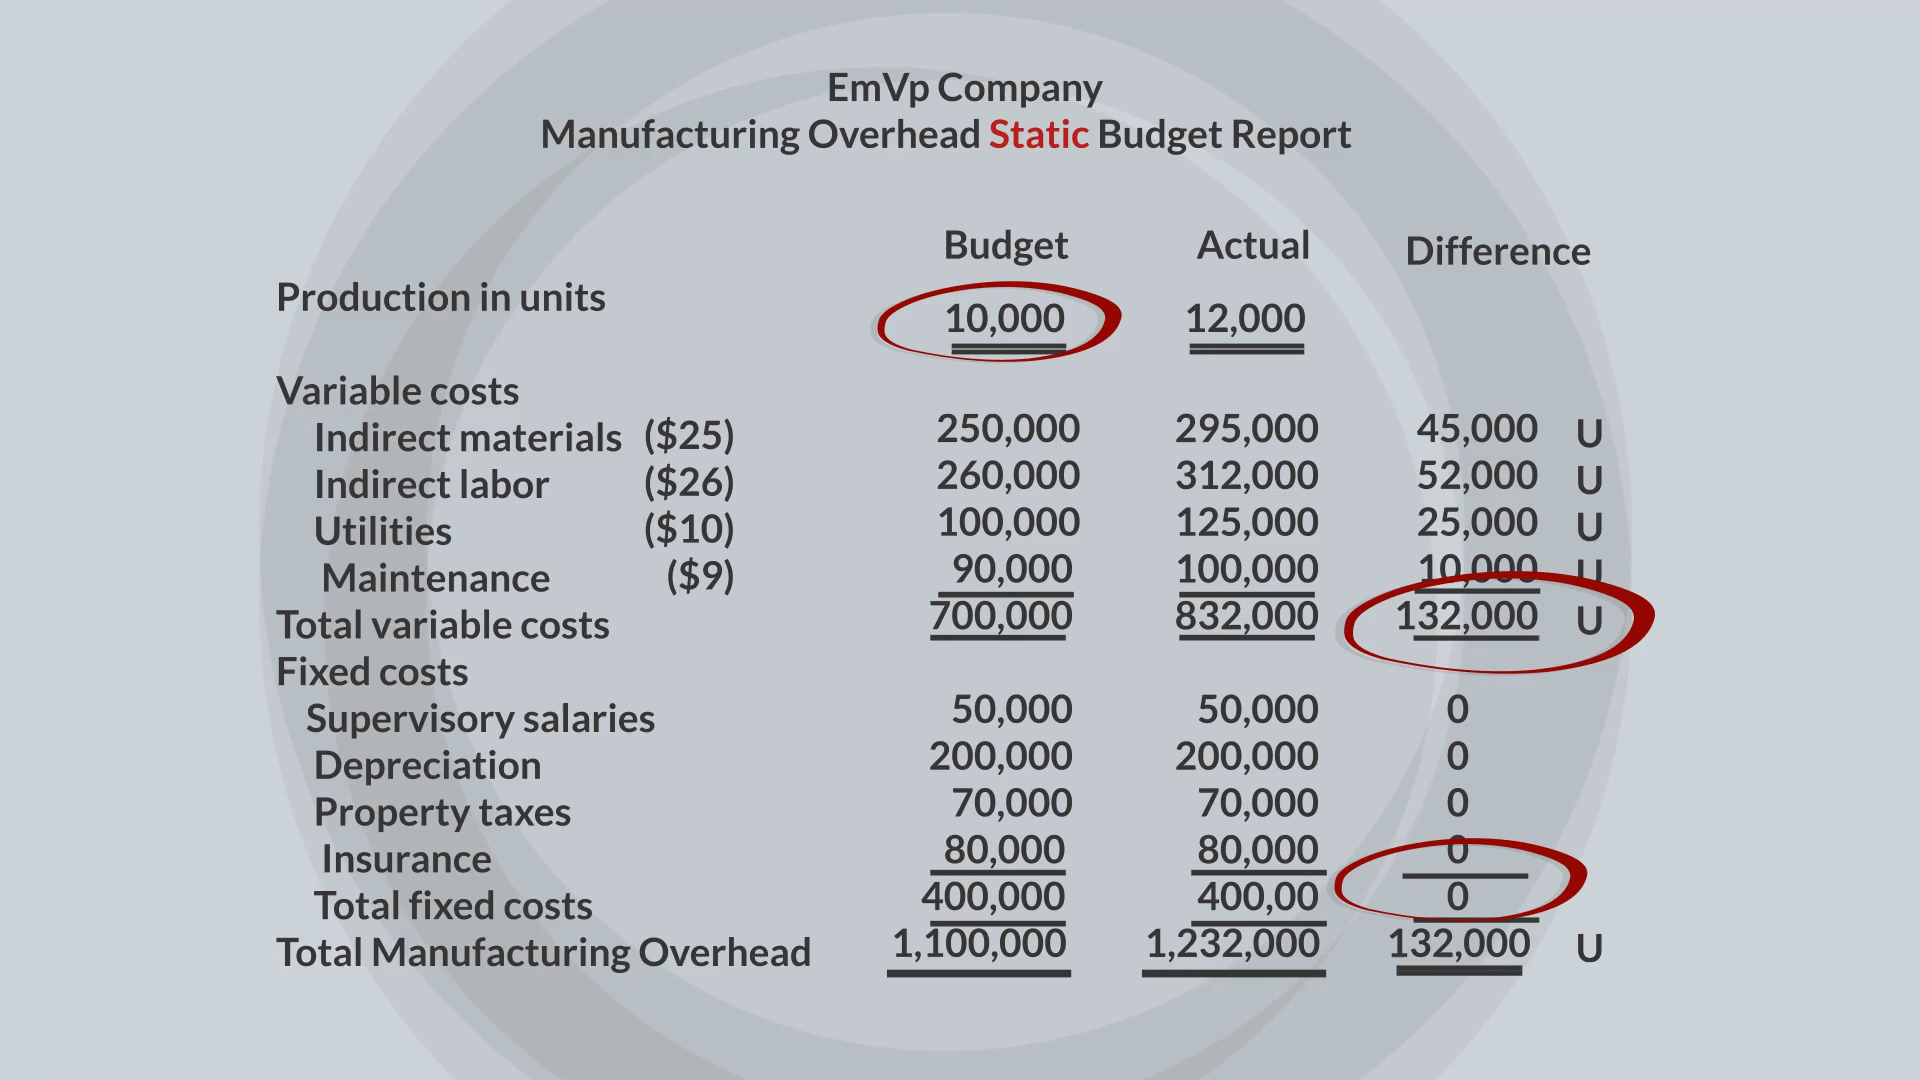 EmVp Company
Manufacturing Overhead Static Budget Report
Budget Actual Difference
Production in units 10,000 12,000
Variable costs
Indirect materials ($25) 250,000 295,000 45,000 U
Indirect labor ($26) 260,000 312,000 52,000 U
Utilities ($10) 100,000 125,000 25,000 U
Maintenance ($9) 90,000 100,000 10,000 U
Total variable costs 700,000 832,000 132,000 U
Fixed costs
Supervisory salaries 50,000 50,000 0
Depreciation 200,000 200,000 0
Property taxes 70,000 70,000 0
Insurance 80,000 80,000 0
Total fixed costs 400,000 400,00 0
Total Manufacturing Overhead 1,100,000 1,232,000 132,000 U